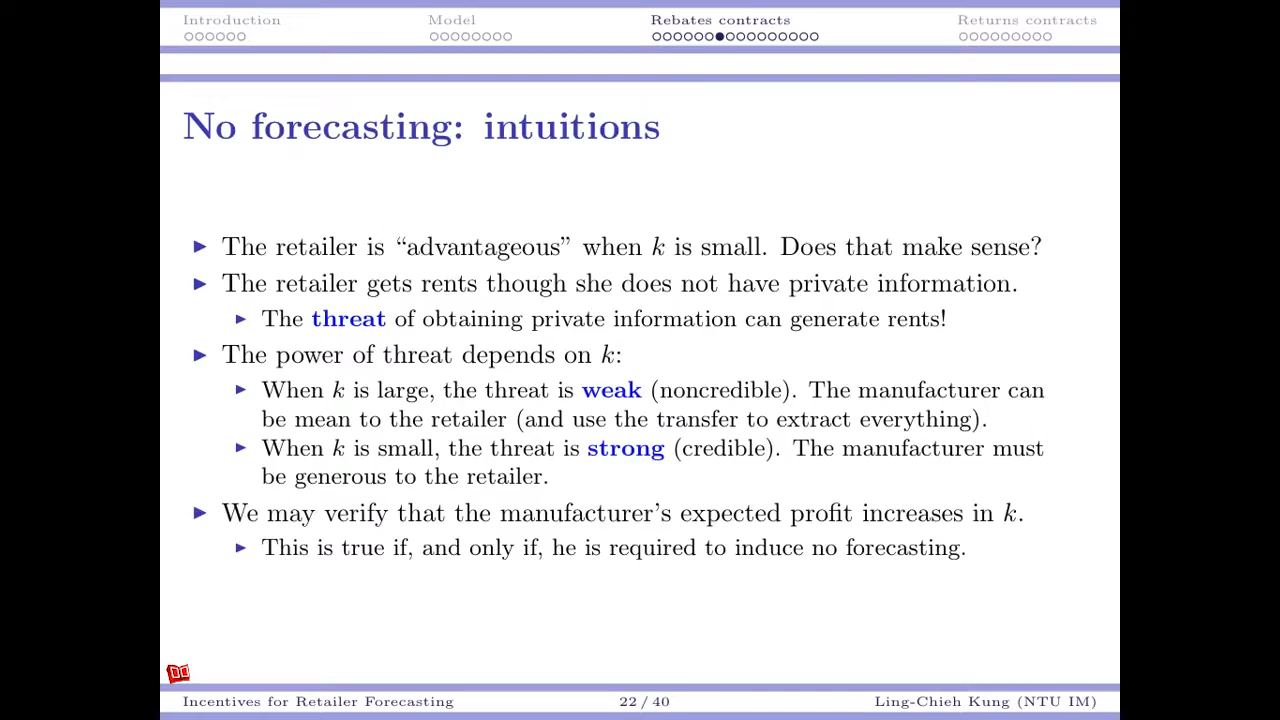 Introduction Model Rebates contracts Returns contracts
No forecasting: intuitions
The retailer is “advantageous” when k is small. Does that make sense?
The retailer gets rents though she does not have private information.
The threat of obtaining private information can generate rents!
The power of threat depends on k:
When k is large, the threat is weak (noncredible). The manufacturer can
be mean to the retailer (and use the transfer to extract everything).
When k is small, the threat is strong (credible). The manufacturer must
be generous to the retailer.
We may verify that the manufacturer’s expected profit increases in k.
This is true if, and only if, he is required to induce no forecasting.
Incentives for Retailer Forecasting 22 / 40 Ling-Chieh Kung (NTU IM)